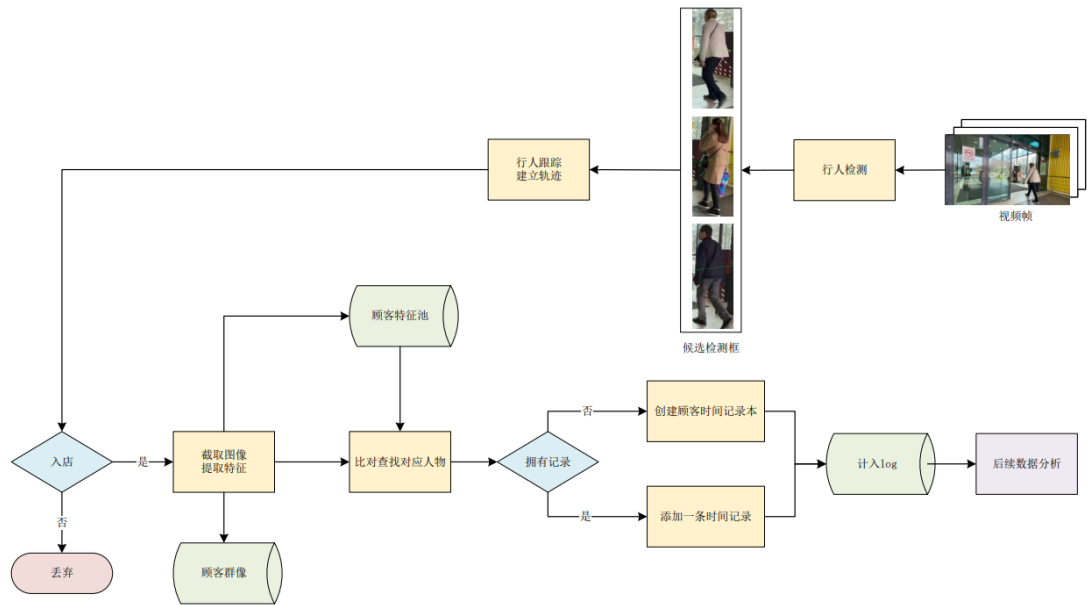 行人跟踪
建立轨迹
行人检测
视频帧
候选检测框
顾客特征池
入店
是
截取图像
提取特征
比对查找对应人物
拥有记录
否
创建顾客时间记录本
是
添加一条时间记录
计入log
后续数据分析
否
丢弃
顾客群像